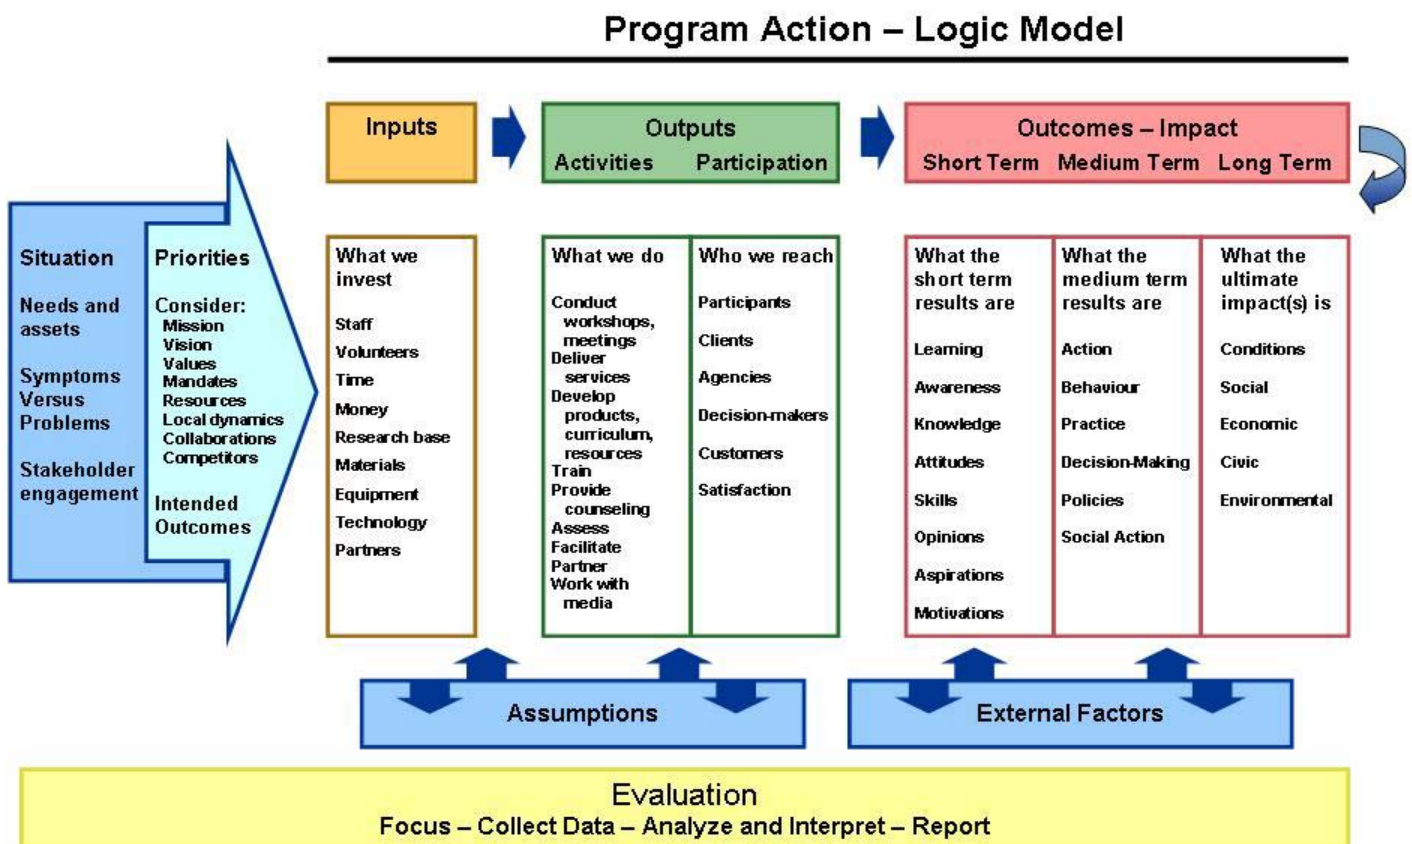 Program Action – Logic Model
Inputs
Outputs
Activities Participation
Outcomes – Impact
Short Term Medium Term Long Term
Situation
Needs and
assets
Symptoms
Versus
Problems
Stakeholder
engagement
Priorities
Consider:
Mission
Vision
Values
Mandates
Resources
Local dynamics
Collaborations
Competitors
Intended
Outcomes
What we
invest
Staff
Volunteers
Time
Money
Research base
Materials
Equipment
Technology
Partners
What we do
Conduct
workshops,
meetings
Deliver
services
Develop
products,
curriculum,
resources
Train
Provide
counseling
Assess
Facilitate
Partner
Work with
media
Who we reach
Participants
Clients
Agencies
Decision-makers
Customers
Satisfaction
What the
short term
results are
Learning
Awareness
Knowledge
Attitudes
Skills
Opinions
Aspirations
Motivations
What the
medium term
results are
Action
Behaviour
Practice
Decision-Making
Policies
Social Action
What the
ultimate
impact(s) is
Conditions
Social
Economic
Civic
Environmental
Assumptions
External Factors
Evaluation
Focus – Collect Data – Analyze and Interpret – Report